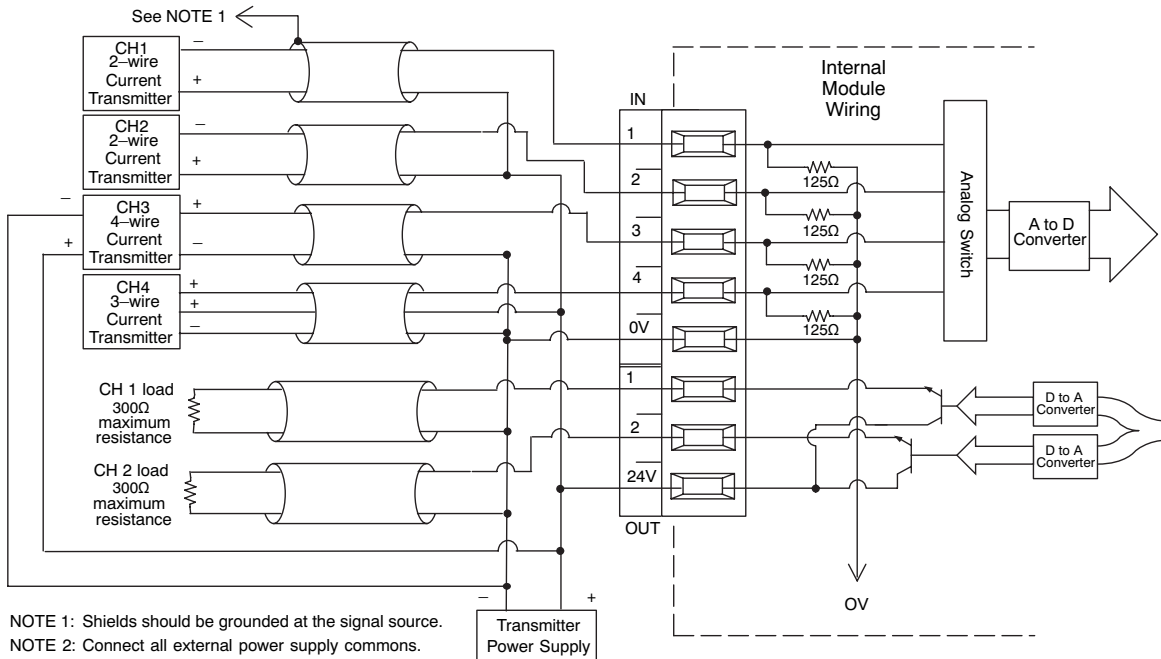 See NOTE 1
CH1
2–wire
Current
Transmitter
–
+
CH2
2–wire
Current
Transmitter
–
+
–
+
CH3
4–wire
Current
Transmitter
+
–
CH4
3–wire
Current
Transmitter
+
+
–
CH 1 load
300Ω
maximum
resistance
CH 2 load
300Ω
maximum
resistance
IN
1
2
3
4
0V
1
2
24V
OUT
Internal
Module
Wiring
125Ω
125Ω
125Ω
125Ω
Analog Switch
A to D
Converter
D to A
Converter
D to A
Converter
OV
– +
Transmitter
Power Supply
NOTE 1: Shields should be grounded at the signal source.
NOTE 2: Connect all external power supply commons.